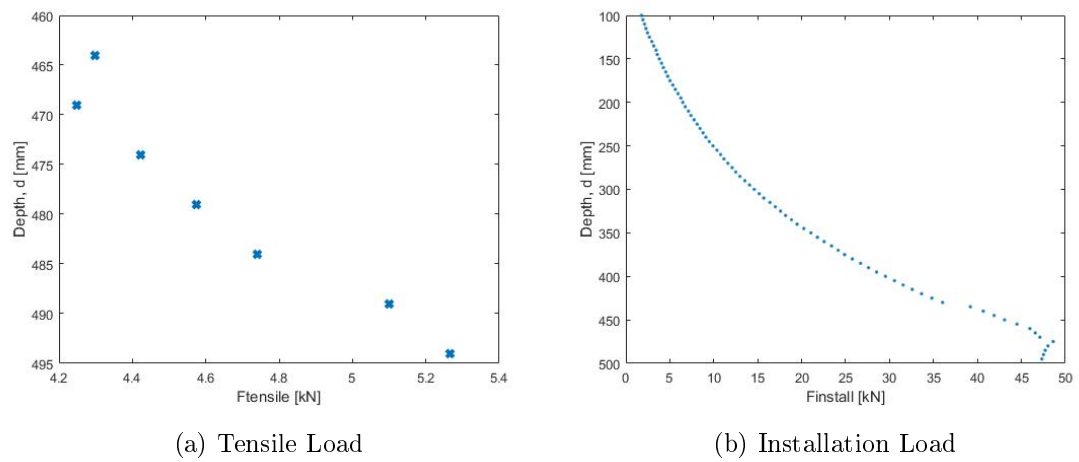 460
465
470
475
480
485
490
495
4.2 4.4 4.6 4.8 5 5.2 5.4
Depth, d [mm]
Ftensile [kN]
(a) Tensile Load
100
150
200
250
300
350
400
450
500
0 5 10 15 20 25 30 35 40 45 50
Depth, d [mm]
Finstall [kN]
(b) Installation Load